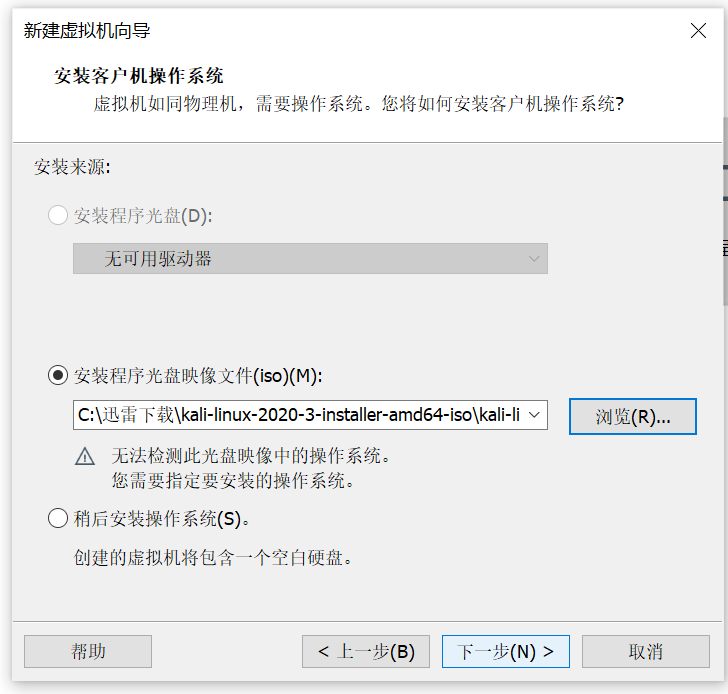 新建虚拟机向导
安装客户机操作系统
虚拟机如同物理机，需要操作系统。您将如何安装客户机操作系统?
安装来源:
安装程序光盘(D):
无可用驱动器
安装程序光盘映像文件(iso)(M):
C:\迅雷下载\kali-linux-2020-3-installer-amd64-iso\kali-li
浏览(R)...
无法检测此光盘映像中的操作系统。
您需要指定要安装的操作系统。
稍后安装操作系统(S)。
创建的虚拟机将包含一个空白硬盘。
帮助
< 上一步(B)
下一步(N) >
取消